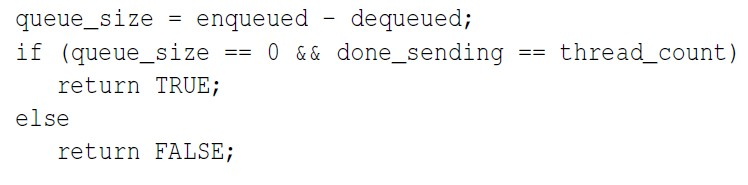 queue_size = enqueued - dequeued;
if (queue_size == 0 && done_sending == thread_count)
   return TRUE;
else
   return FALSE;